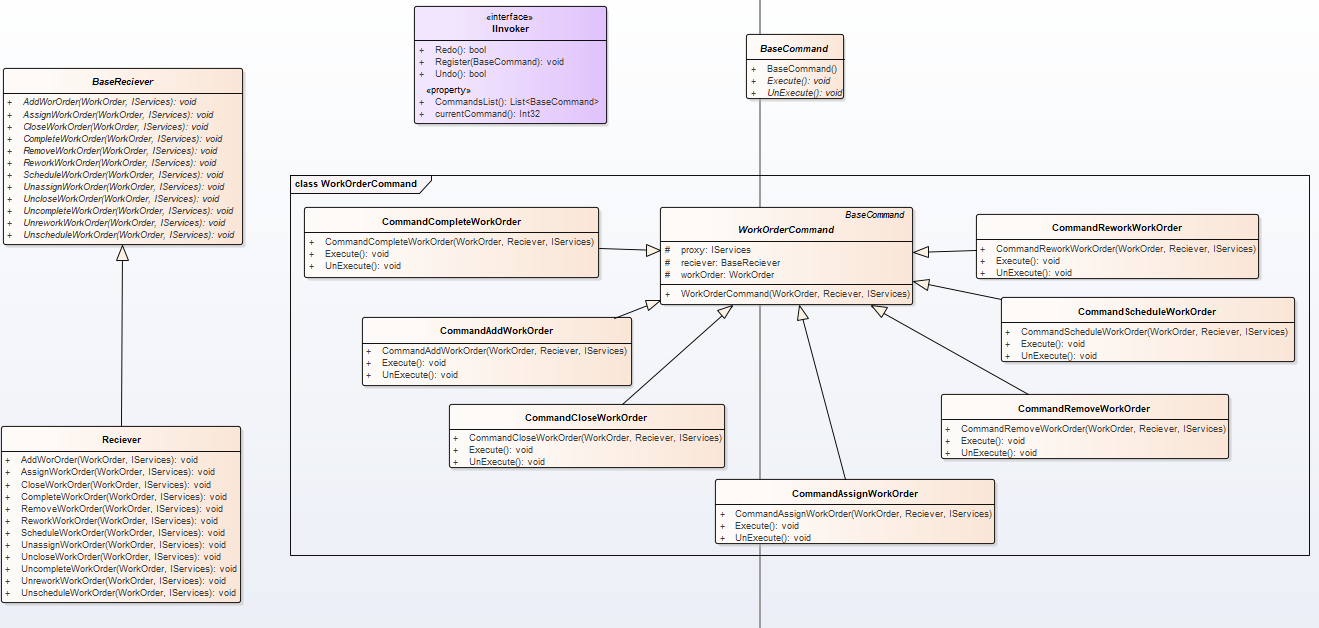 «interface»
IInvoker
+ Redo(): bool
+ Register(BaseCommand): void
+ Undo(): bool
«property»
+ CommandsList(): List<BaseCommand>
+ currentCommand(): Int32
BaseCommand
+ BaseCommand()
+ Execute(): void
+ UnExecute(): void
BaseReciever
+ AddWorOrder(WorkOrder, IServices): void
+ AssignWorkOrder(WorkOrder, IServices): void
+ CloseWorkOrder(WorkOrder, IServices): void
+ CompleteWorkOrder(WorkOrder, IServices): void
+ RemoveWorkOrder(WorkOrder, IServices): void
+ ReworkWorkOrder(WorkOrder, IServices): void
+ ScheduleWorkOrder(WorkOrder, IServices): void
+ UnassignWorkOrder(WorkOrder, IServices): void
+ UncloseWorkOrder(WorkOrder, IServices): void
+ UncompleteWorkOrder(WorkOrder, IServices): void
+ UnreworkWorkOrder(WorkOrder, IServices): void
+ UnscheduleWorkOrder(WorkOrder, IServices): void
class WorkOrderCommand
CommandCompleteWorkOrder
+ CommandCompleteWorkOrder(WorkOrder, Reciever, IServices)
+ Execute(): void
+ UnExecute(): void
BaseCommand
WorkOrderCommand
# proxy: IServices
# reciever: BaseReciever
# workOrder: WorkOrder
+ WorkOrderCommand(WorkOrder, Reciever, IServices)
CommandReworkWorkOrder
+ CommandReworkWorkOrder(WorkOrder, Reciever, IServices)
+ Execute(): void
+ UnExecute(): void
CommandScheduleWorkOrder
+ CommandScheduleWorkOrder(WorkOrder, Reciever, IServices)
+ Execute(): void
+ UnExecute(): void
CommandAddWorkOrder
+ CommandAddWorkOrder(WorkOrder, Reciever, IServices)
+ Execute(): void
+ UnExecute(): void
CommandCloseWorkOrder
+ CommandCloseWorkOrder(WorkOrder, Reciever, IServices)
+ Execute(): void
+ UnExecute(): void
CommandRemoveWorkOrder
+ CommandRemoveWorkOrder(WorkOrder, Reciever, IServices)
+ Execute(): void
+ UnExecute(): void
CommandAssignWorkOrder
+ CommandAssignWorkOrder(WorkOrder, Reciever, IServices)
+ Execute(): void
+ UnExecute(): void
Reciever
+ AddWorOrder(WorkOrder, IServices): void
+ AssignWorkOrder(WorkOrder, IServices): void
+ CloseWorkOrder(WorkOrder, IServices): void
+ CompleteWorkOrder(WorkOrder, IServices): void
+ RemoveWorkOrder(WorkOrder, IServices): void
+ ReworkWorkOrder(WorkOrder, IServices): void
+ ScheduleWorkOrder(WorkOrder, IServices): void
+ UnassignWorkOrder(WorkOrder, IServices): void
+ UncloseWorkOrder(WorkOrder, IServices): void
+ UncompleteWorkOrder(WorkOrder, IServices): void
+ UnreworkWorkOrder(WorkOrder, IServices): void
+ UnscheduleWorkOrder(WorkOrder, IServices): void